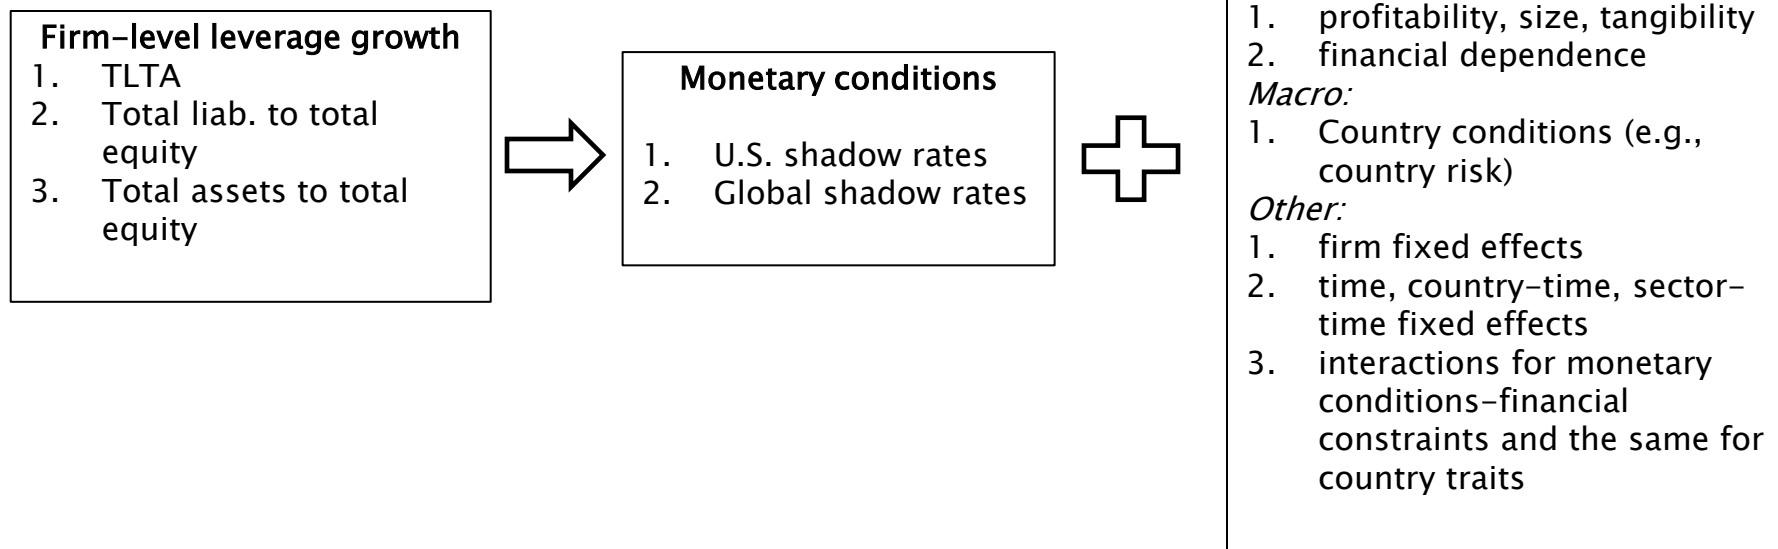 Firm-level leverage growth
1. TLTA
2. Total liab. to total
equity
3. Total assets to total
equity
Monetary conditions
1. U.S. shadow rates
2. Global shadow rates
1. profitability, size, tangibility
2. financial dependence
Macro:
1. Country conditions (e.g.,
country risk)
Other:
1. firm fixed effects
2. time, country-time, sector-
time fixed effects
3. interactions for monetary
conditions-financial
constraints and the same for
country traits